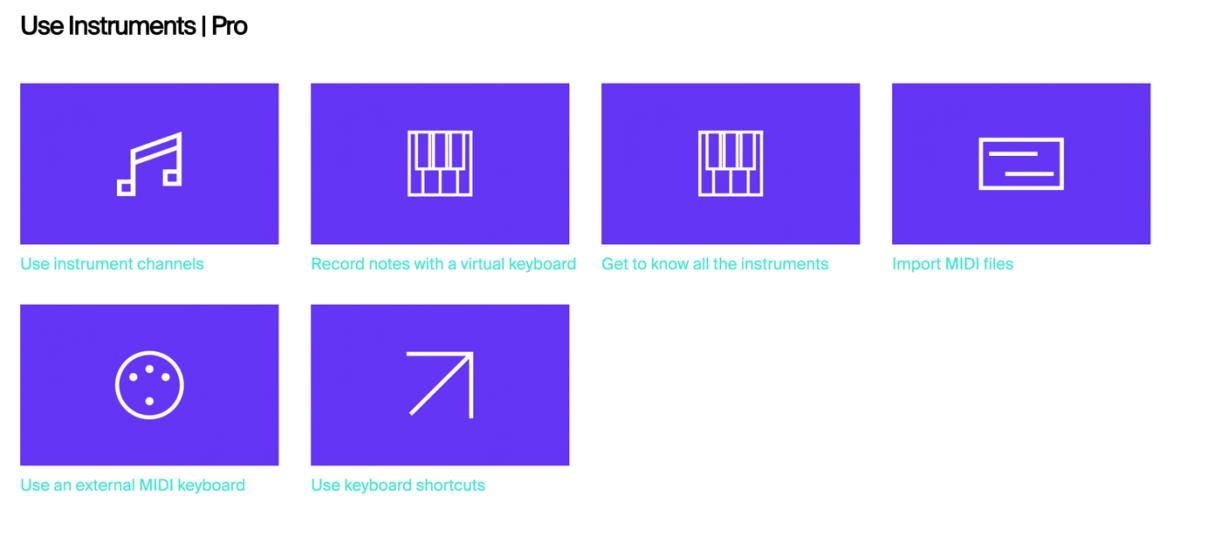 Use Instruments | Pro
Use instrument channels
Record notes with a virtual keyboard
Get to know all the instruments
Import MIDI files
Use an external MIDI keyboard
Use keyboard shortcuts